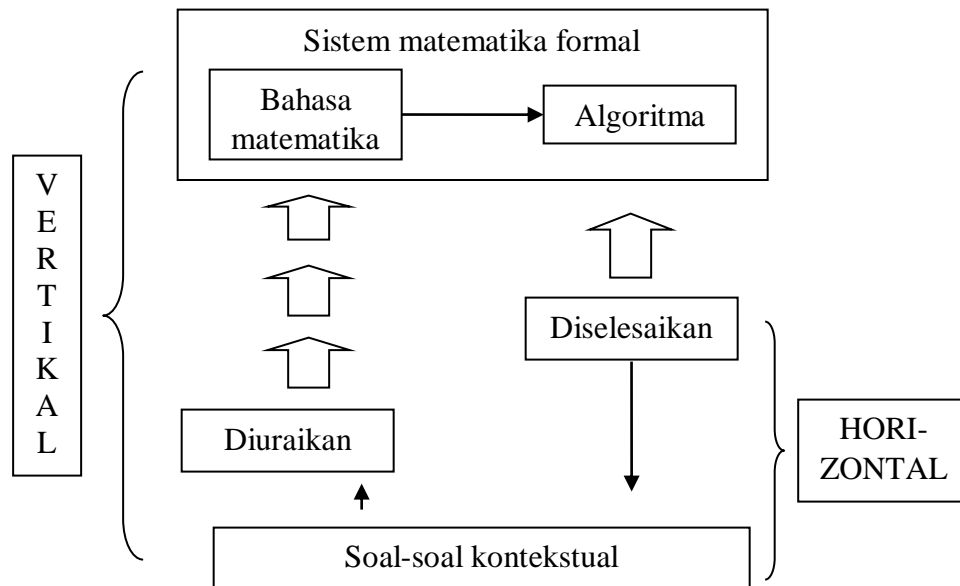 Sistem matematika formal
Bahasa
matematika
Algoritma
V
E
R
T
I
K
A
L
Diselesaikan
Diuraikan
HORI-
ZONTAL
Soal-soal kontekstual